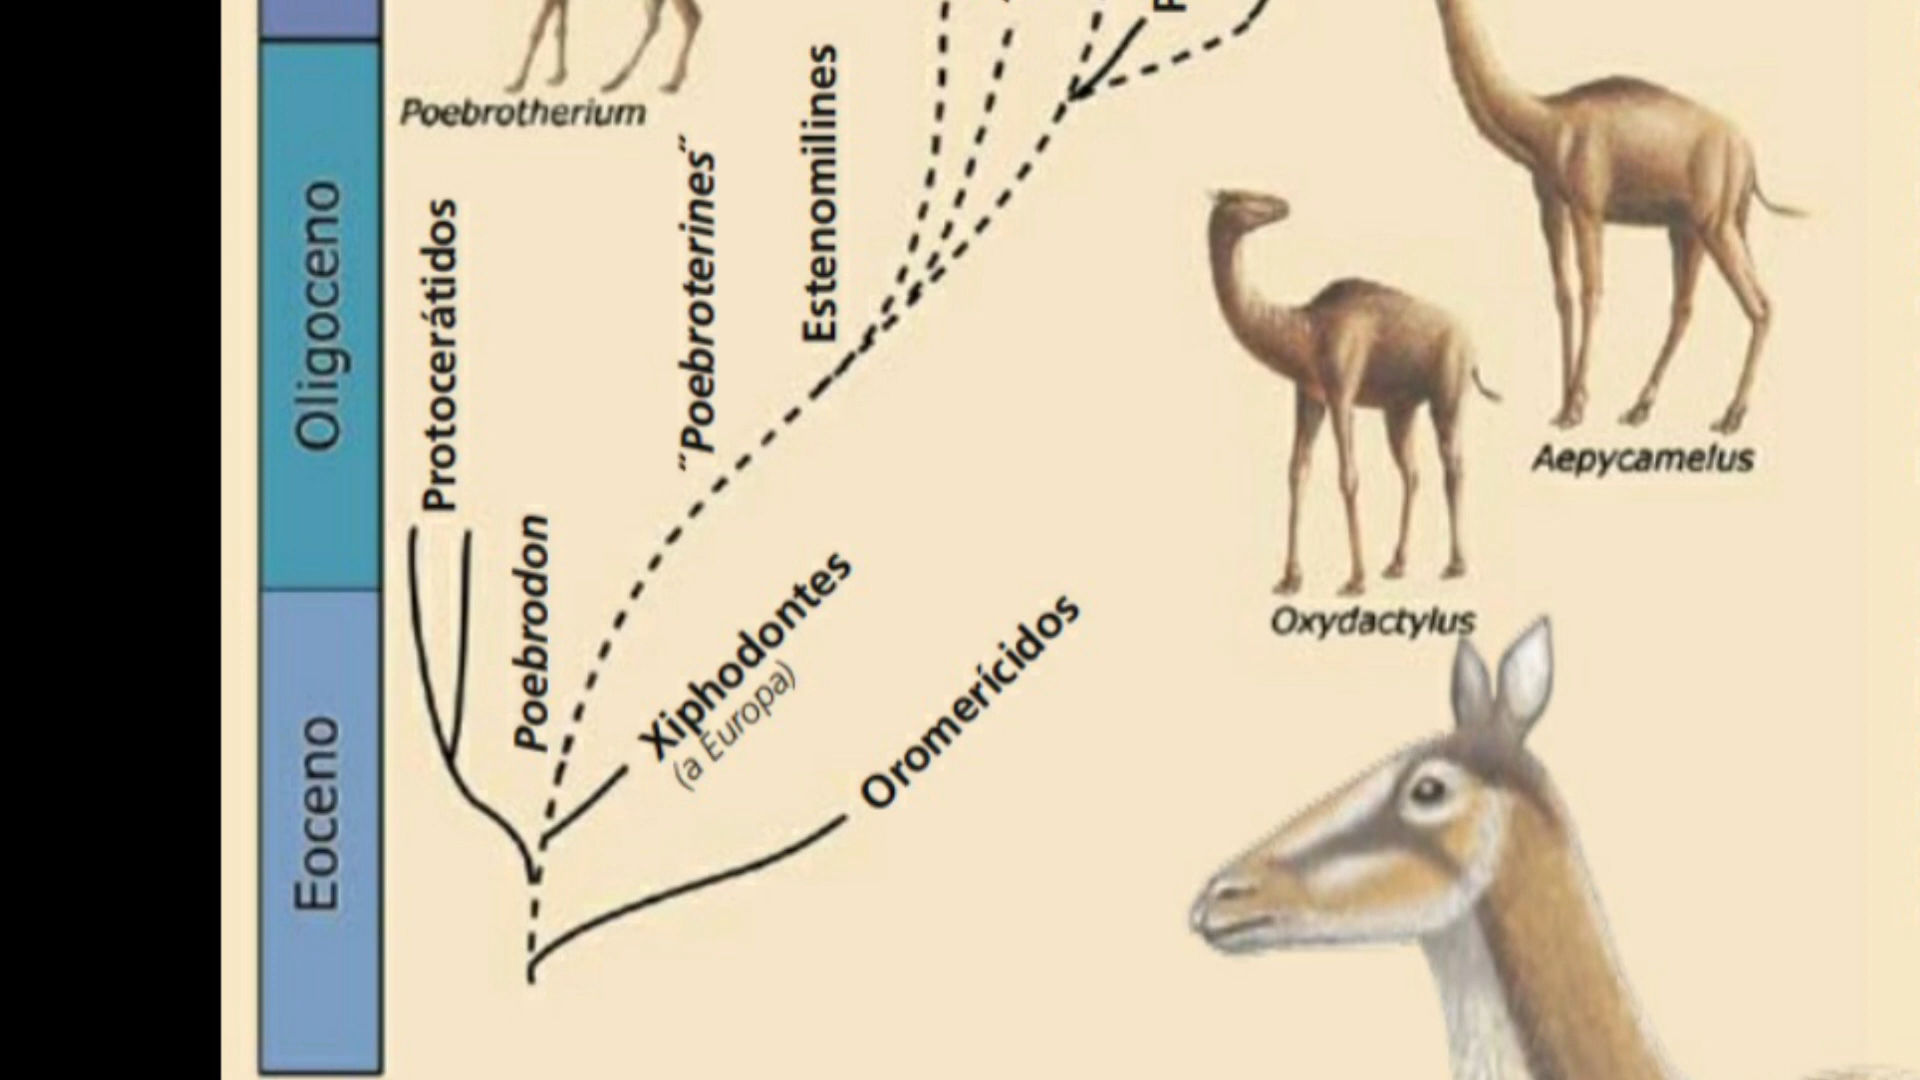 Poebrotherium
Oligoceno
Protocerátidos
"Poebroterines"
Estenomilines
Aepycamelus
Poebrodon
Xiphodontes
(a Europa)
Oromerícidos
Oxydactylus
Eoceno